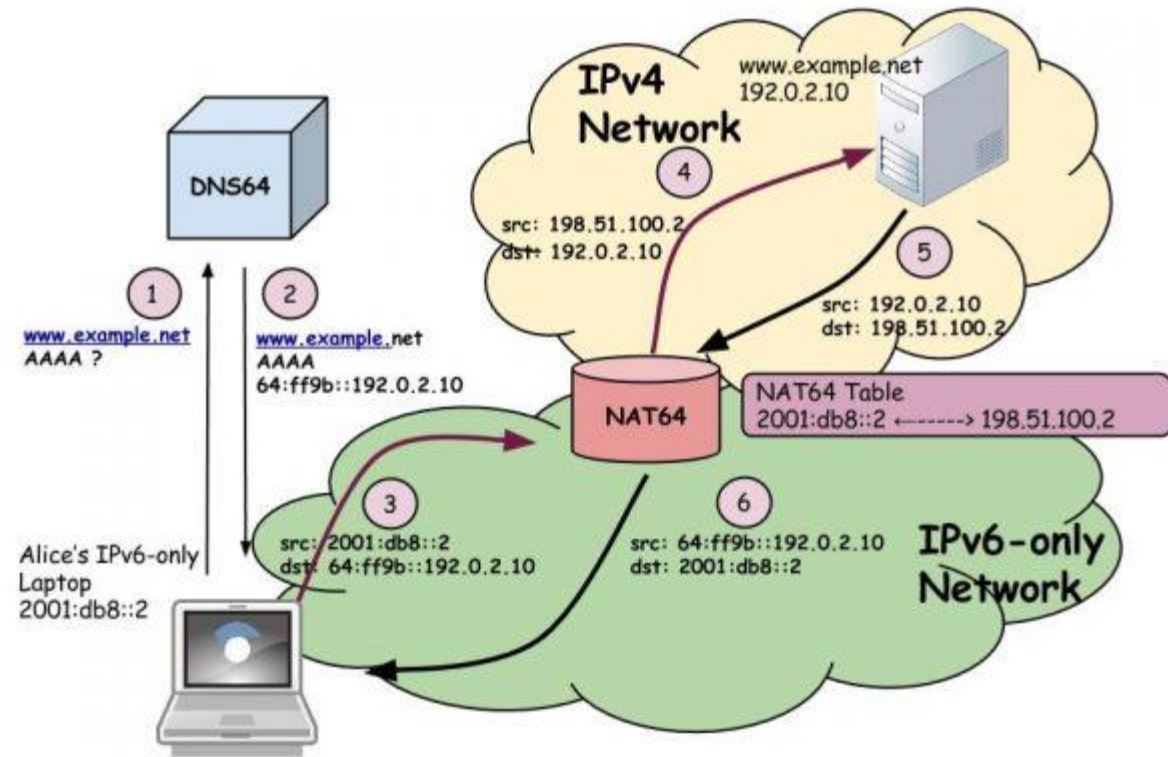 IPv4
Network
www.example.net
192.0.2.10
DNS64
4
src: 198.51.100.2
dst: 192.0.2.10
5
src: 192.0.2.10
dst: 198.51.100.2
1
www.example.net
AAAA ?
2
www.example.net
AAAA
64:ff9b::192.0.2.10
NAT64
NAT64 Table
2001:db8::2 <------> 198.51.100.2
3
src: 2001:db8::2
dst: 64:ff9b::192.0.2.10
6
src: 64:ff9b::192.0.2.10
dst: 2001:db8::2
IPv6-only
Network
Alice's IPv6-only
Laptop
2001:db8::2